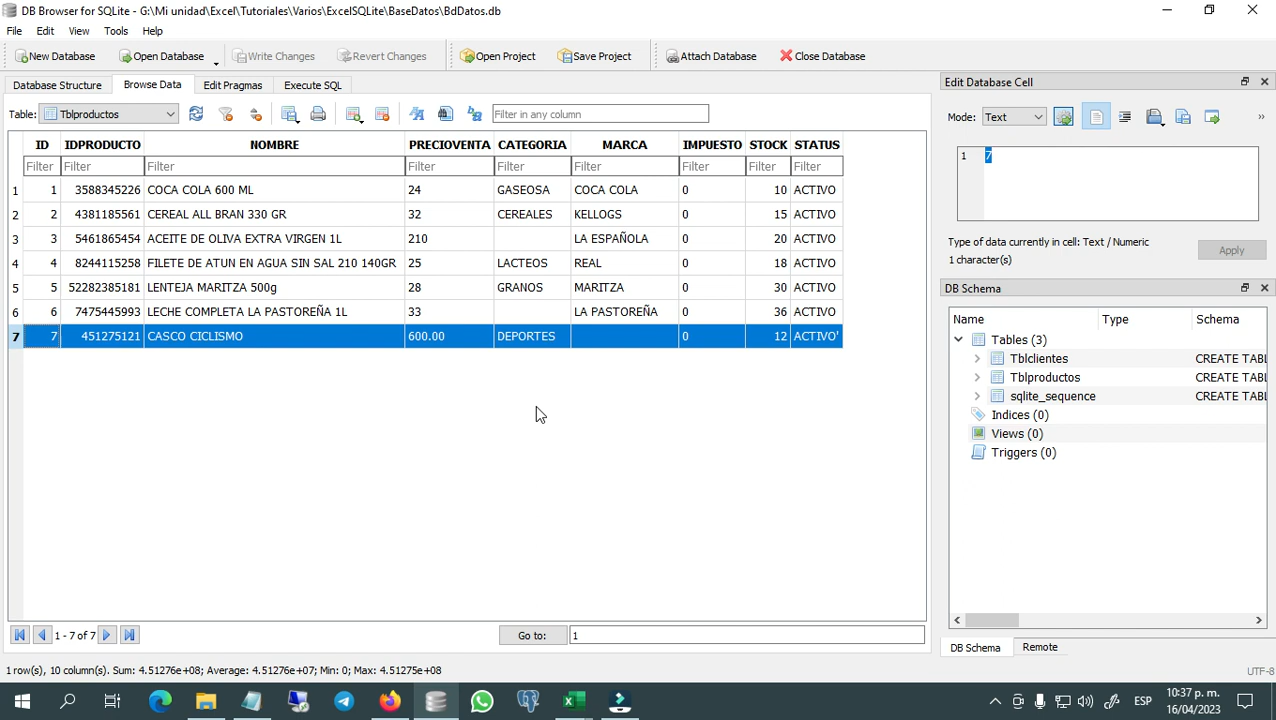 DB Browser for SQLite - G:\Mi unidad\Excel\Tutoriales\Varios\ExcelSQLite\BaseDatos\BdDatos.db
File Edit View Tools Help
New Database Open Database Write Changes Revert Changes Open Project Save Project Attach Database Close Database
Database Structure Browse Data Edit Pragmas Execute SQL
Table: Tblproductos Filter in any column
ID IDPRODUCTO NOMBRE PRECIOVENTA CATEGORIA MARCA IMPUESTO STOCK STATUS
Filter Filter Filter Filter Filter Filter Filter Filter Filter
1 1 3588345226 COCA COLA 600 ML 24 GASEOSA COCA COLA 0 10 ACTIVO
2 2 4381185561 CEREAL ALL BRAN 330 GR 32 CEREALES KELLOGS 0 15 ACTIVO
3 3 5461865454 ACEITE DE OLIVA EXTRA VIRGEN 1L 210 LA ESPAÑOLA 0 20 ACTIVO
4 4 8244115258 FILETE DE ATUN EN AGUA SIN SAL 210 140GR 25 LACTEOS REAL 0 18 ACTIVO
5 5 52282385181 LENTEJA MARITZA 500g 28 GRANOS MARITZA 0 30 ACTIVO
6 6 7475445993 LECHE COMPLETA LA PASTOREÑA 1L 33 LA PASTOREÑA 0 36 ACTIVO
7 7 451275121 CASCO CICLISMO 600.00 DEPORTES 0 12 ACTIVO'
1 - 7 of 7 Go to: 1
1 row(s), 10 column(s). Sum: 4.51276e+08; Average: 4.51276e+07; Min: 0; Max: 4.51275e+08
Edit Database Cell
Mode: Text
1 7
Type of data currently in cell: Text / Numeric
1 character(s)
Apply
DB Schema
Name Type Schema
Tables (3)
Tblclientes CREATE TABL
Tblproductos CREATE TABL
sqlite_sequence CREATE TABL
Indices (0)
Views (0)
Triggers (0)
DB Schema Remote
UTF-8
ESP
10:37 p. m.
16/04/2023